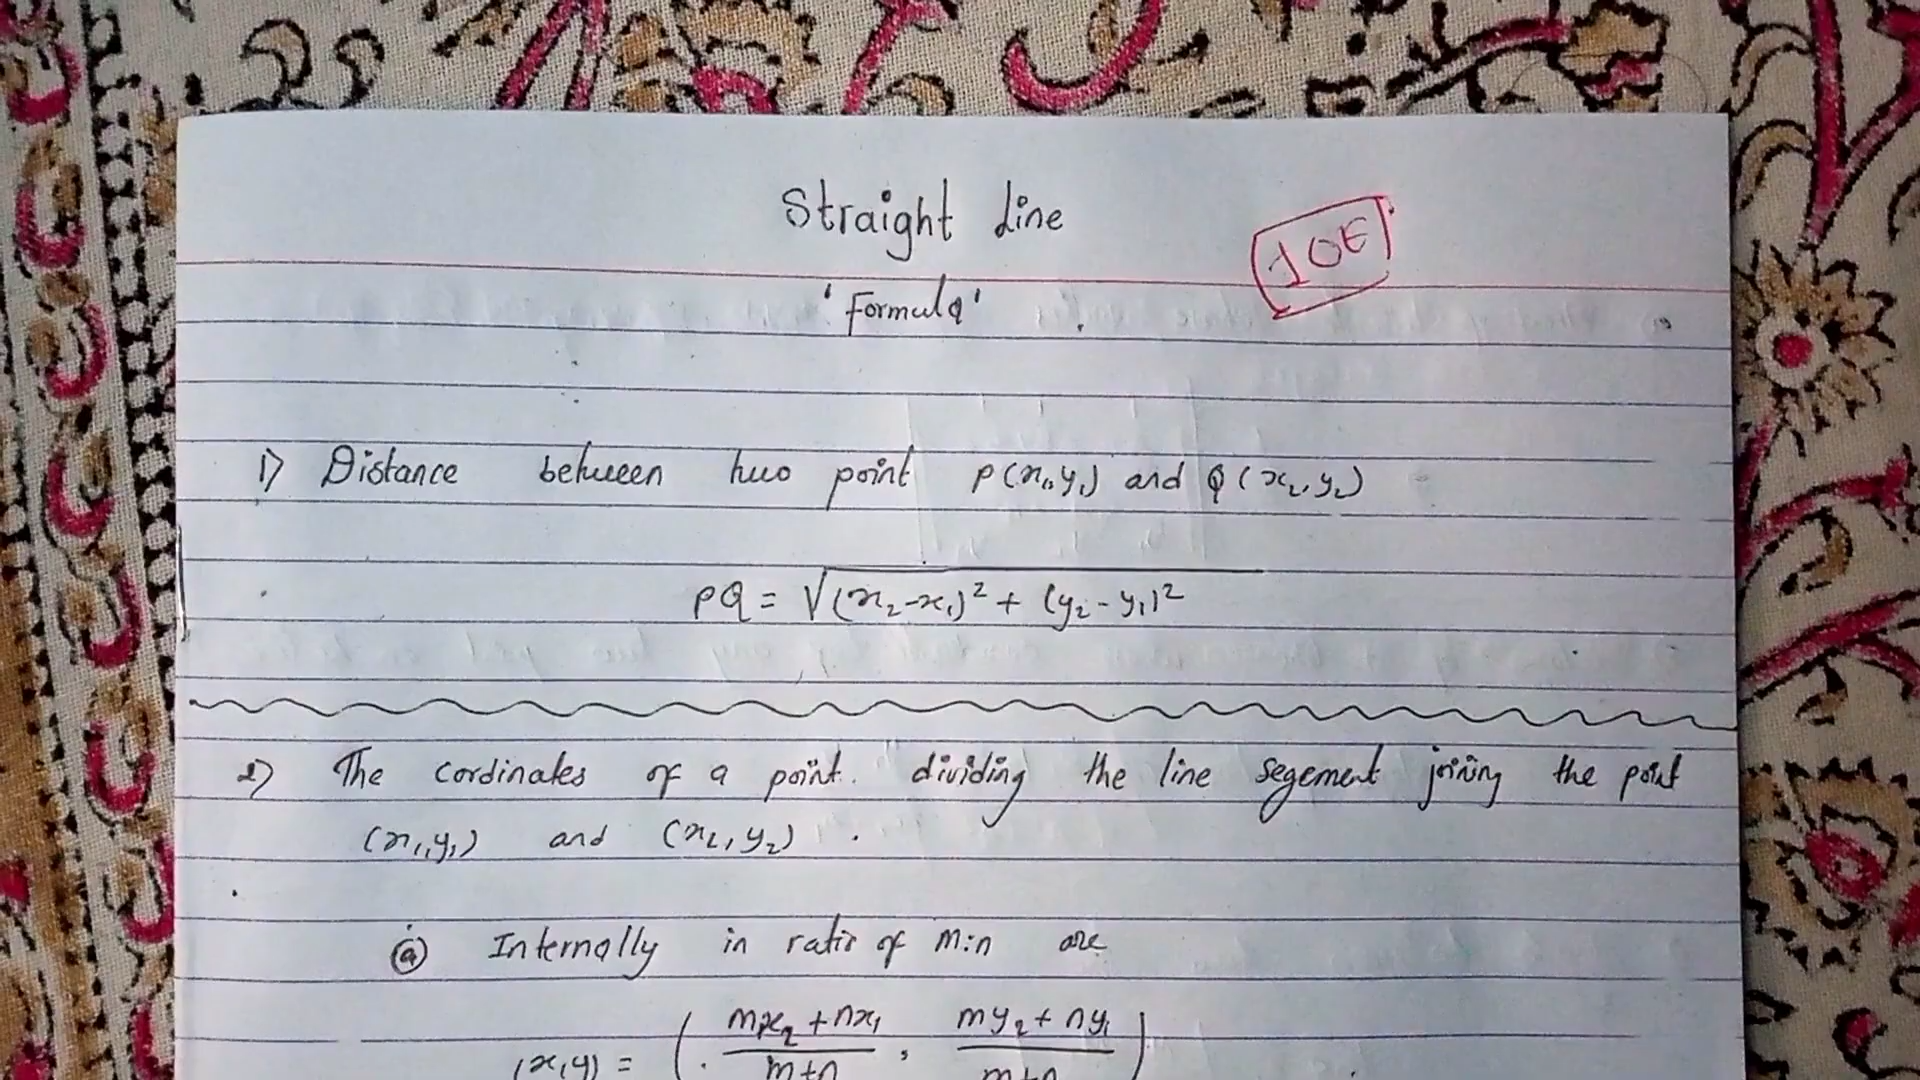 Straight Line
IOE
'Formula'
1) Distance between two point P(x₁,y₁) and Q(x₂,y₂)
PQ = √(x₂-x₁)² + (y₂-y₁)²
2) The cordinates of a point dividing the line segement joining the point
(x₁,y₁) and (x₂,y₂).
(a) Internally in ratio of m:n are
(x,y) = ( mx₂+nx₁ / m+n , my₂+ny₁ / m+n )